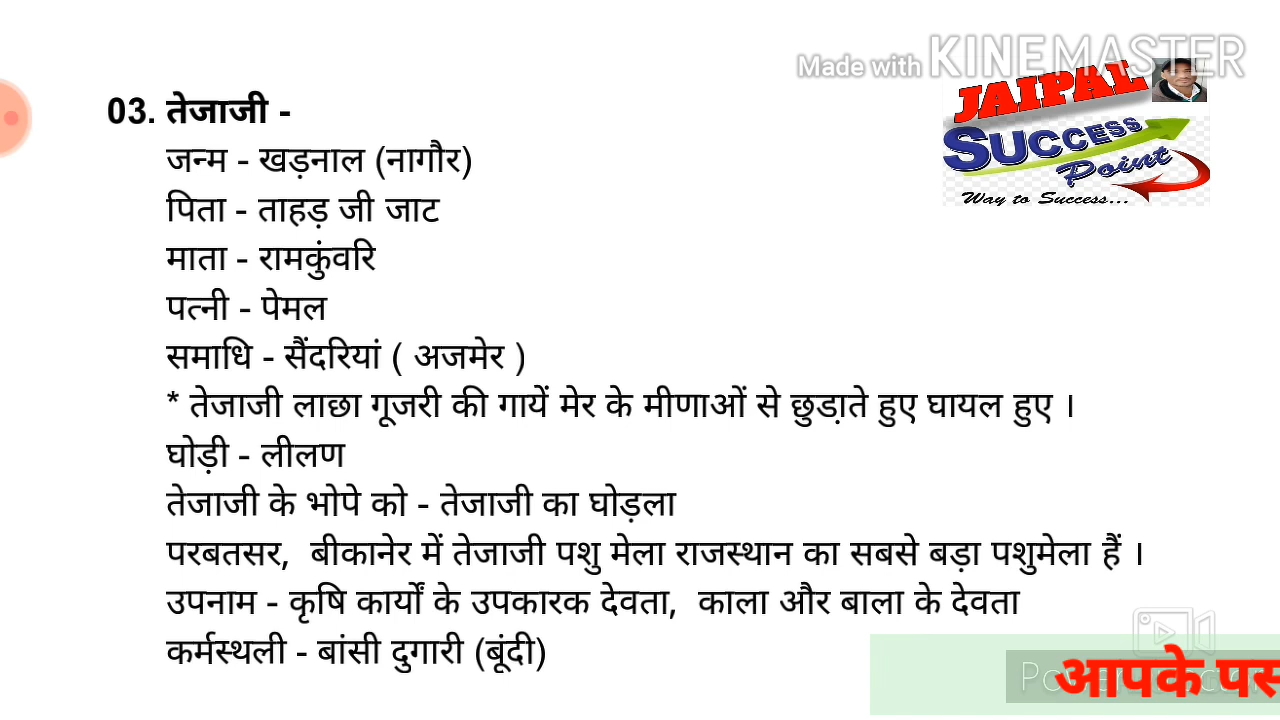 Made with KINEMASTER
JAIPAL
SUCCESS
Point
Way to Success...
03. तेजाजी -
जन्म - खड़नाल (नागौर)
पिता - ताहड़ जी जाट
माता - रामकुंवरि
पत्नी - पेमल
समाधि - सैंदरियां ( अजमेर )
* तेजाजी लाछा गूजरी की गायें मेर के मीणाओं से छुड़ाते हुए घायल हुए ।
घोड़ी - लीलण
तेजाजी के भोपे को - तेजाजी का घोड़ला
परबतसर, बीकानेर में तेजाजी पशु मेला राजस्थान का सबसे बड़ा पशुमेला हैं ।
उपनाम - कृषि कार्यों के उपकारक देवता, काला और बाला के देवता
कर्मस्थली - बांसी दुगारी (बूंदी)
आपके